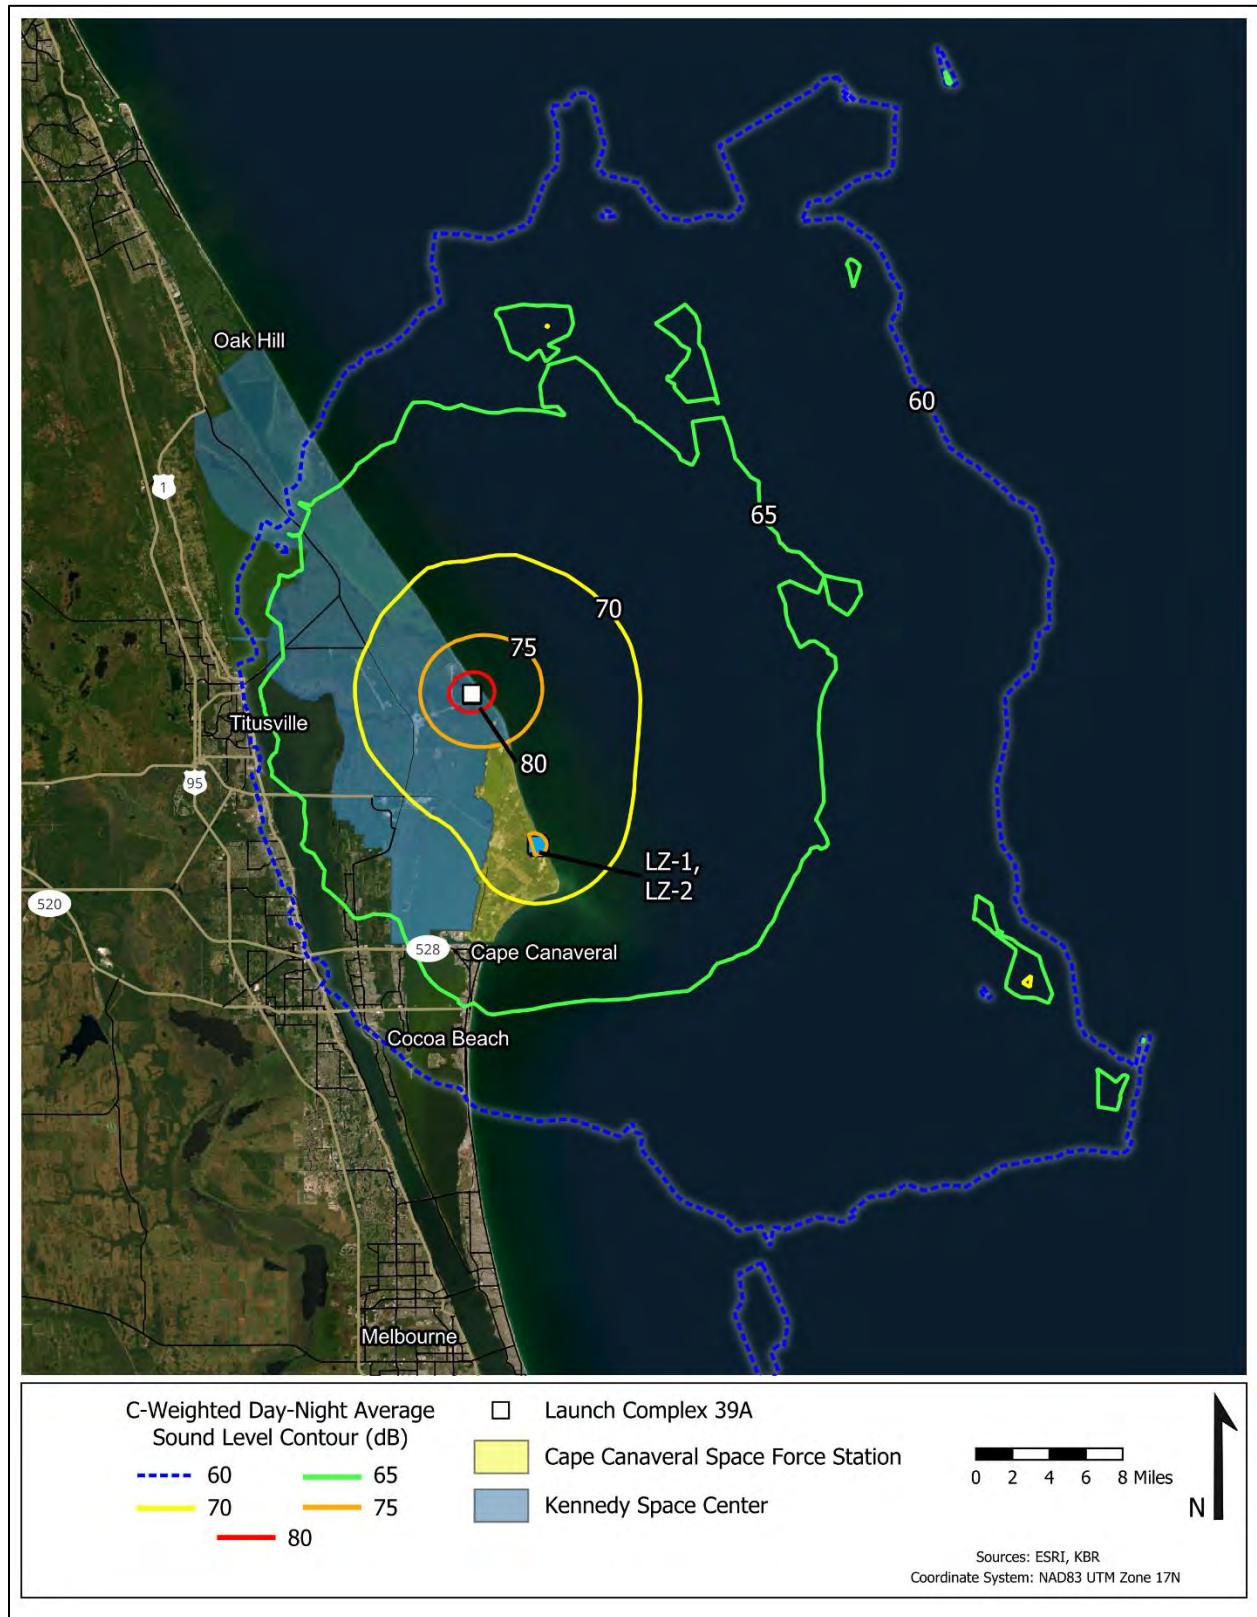 Oak Hill
60
1
65
70
75
Titusville
80
95
LZ-1,
LZ-2
520
528
Cape Canaveral
Cocoa Beach
Melbourne
C-Weighted Day-Night Average
Sound Level Contour (dB)
60
65
70
75
80
Launch Complex 39A
Cape Canaveral Space Force Station
Kennedy Space Center
0 2 4 6 8 Miles
N
Sources: ESRI, KBR
Coordinate System: NAD83 UTM Zone 17N